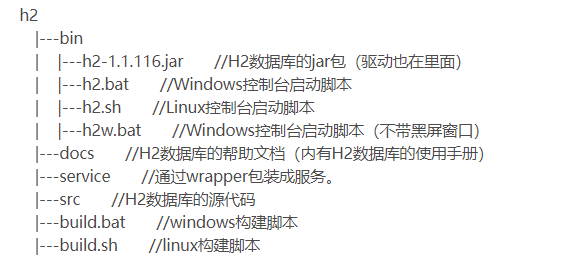 h2
|---bin
| |---h2-1.1.116.jar //H2数据库的jar包（驱动也在里面）
| |---h2.bat //Windows控制台启动脚本
| |---h2.sh //Linux控制台启动脚本
| |---h2w.bat //Windows控制台启动脚本（不带黑屏窗口）
|---docs //H2数据库的帮助文档（内有H2数据库的使用手册）
|---service //通过wrapper包装成服务。
|---src //H2数据库的源代码
|---build.bat //windows构建脚本
|---build.sh //linux构建脚本